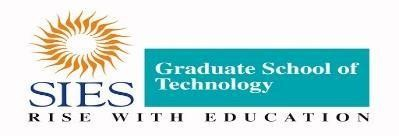 Graduate School of
Technology
SIES
RISE WITH EDUCATION